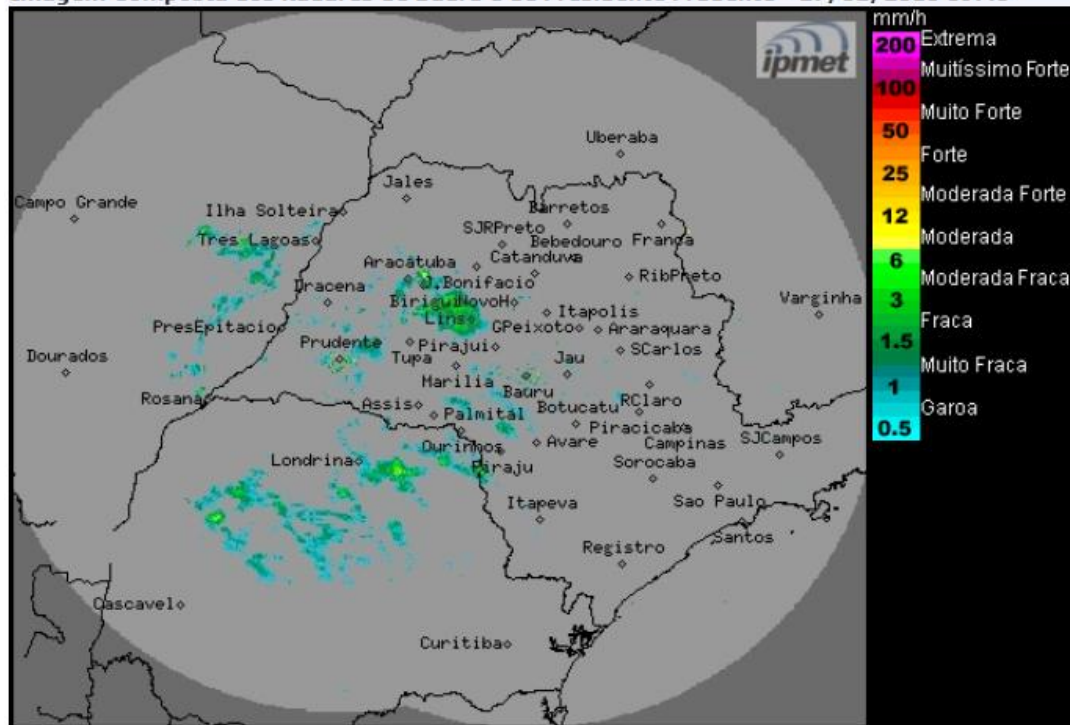 mm/h
200 Extrema
Muitíssimo Forte
100
Muito Forte
50
Forte
25
Moderada Forte
12
Moderada
6
Moderada Fraca
3
Fraca
1.5
Muito Fraca
1
Garoa
0.5
ipmet
Uberaba
Jales
Campo Grande
Ilha Solteira
Barretos
Tres Lagoas
SJRPreto
Bebedouro
Franca
Aracatuba
Catanduva
J.Bonifacio
RibPreto
Dracena
Birigui
NovoH
Itapolis
Varginha
Lins
PresEpitacio
GPeixoto
Araraquara
Prudente
Pirajui
SCarlos
Dourados
Tupa
Jau
Marilia
Bauru
Rosana
Assis
Palmital
Botucatu
RClaro
Piracicaba
Ourinhos
Avare
Campinas
SJCampos
Londrina
Piraju
Sorocaba
Itapeva
Sao Paulo
Santos
Registro
Cascavel
Curitiba